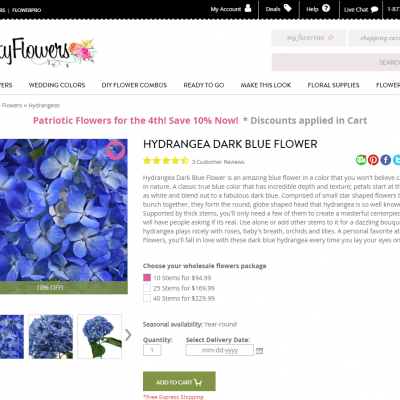 RS | FLOWERPRO
My Account
Deals
Help
Live Chat
1-87
tyFlowers
my favorites
shopping car
SEARC
ERS
WEDDING COLORS
DIY FLOWER COMBOS
READY TO GO
MAKE THIS LOOK
FLORAL SUPPLIES
FLOWER
Flowers » Hydrangeas
Patriotic Flowers for the 4th! Save 10% Now! * Discounts applied in Cart
HYDRANGEA DARK BLUE FLOWER
3 Customer Reviews
Hydrangea Dark Blue Flower is an amazing blue flower in a color that you won't believe c
in nature. A classic true blue color that has incredible depth and texture; petals start at th
as white and blend out to a fabulous dark blue. Comprised of small star shaped flowers t
bunch together, they form the round, globe shaped head that hydrangea is so well known
Supported by thick stems, you'll only need a few of them to create a masterful centerpiec
will have people asking if its real. Use alone or add other stems to it for a dazzling bouque
hydrangea plays nicely with roses, baby's breath, orchids and lilies. A personal favorite at
Flowers, you'll fall in love with these dark blue hydrangea every time you lay your eyes on
10% OFF!
Choose your wholesale flowers package
10 Stems for $94.99
25 Stems for $169.99
40 Stems for $229.99
Seasonal availability: Year-round
Quantity:
Select Delivery Date:
1
mm-dd-yyyy
ADD TO CART
*Free Express Shipping